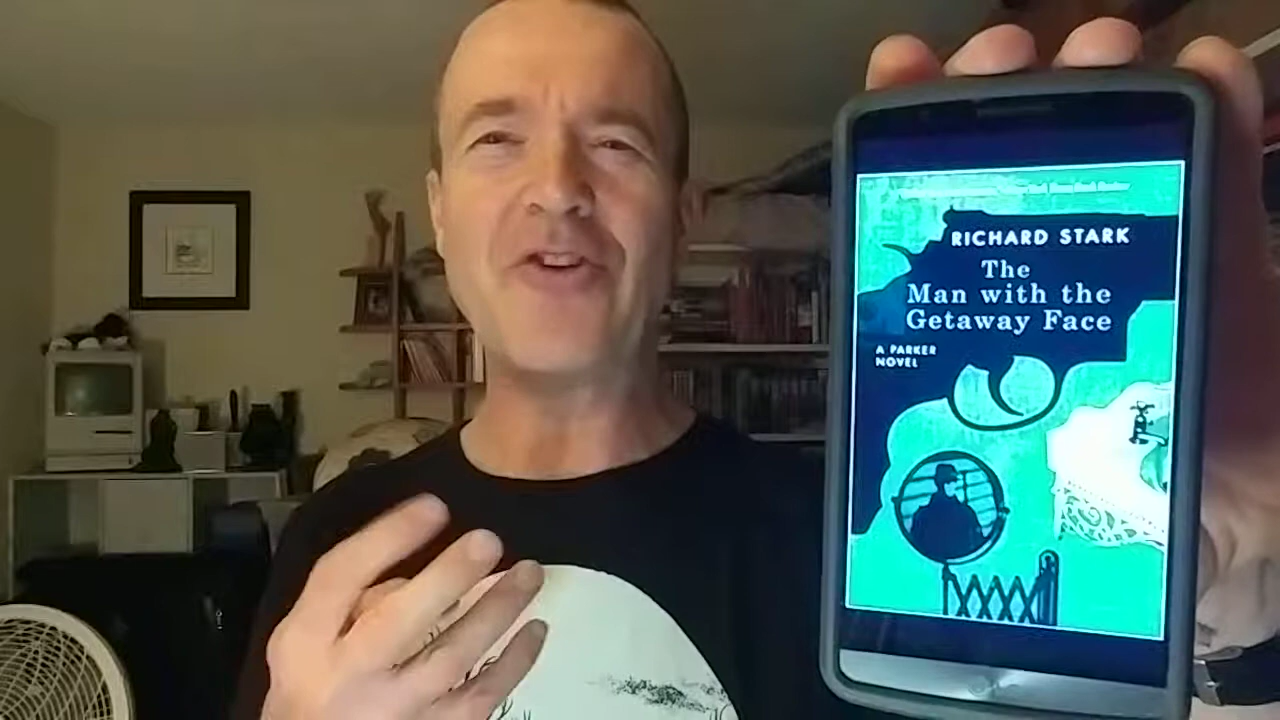 RICHARD STARK
The
Man with the
Getaway Face
A PARKER
NOVEL